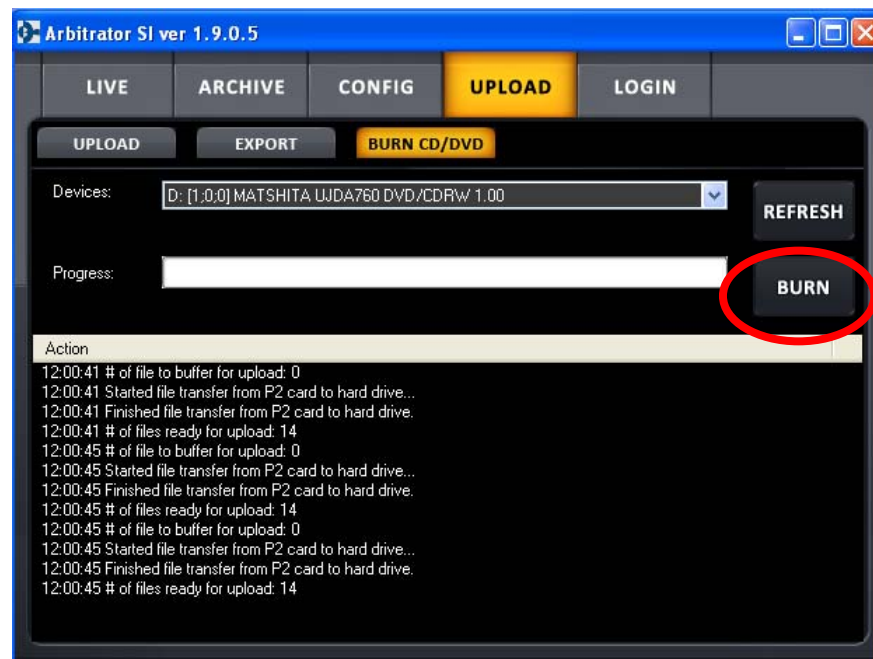 Arbitrator SI ver 1.9.0.5
LIVE ARCHIVE CONFIG UPLOAD LOGIN
UPLOAD EXPORT BURN CD/DVD
Devices: D: [1;0;0] MATSHITA UJDA760 DVD/CDRW 1.00
REFRESH
Progress:
BURN
Action
12:00:41 # of file to buffer for upload: 0
12:00:41 Started file transfer from P2 card to hard drive...
12:00:41 Finished file transfer from P2 card to hard drive.
12:00:41 # of files ready for upload: 14
12:00:45 # of file to buffer for upload: 0
12:00:45 Started file transfer from P2 card to hard drive...
12:00:45 Finished file transfer from P2 card to hard drive.
12:00:45 # of files ready for upload: 14
12:00:45 # of file to buffer for upload: 0
12:00:45 Started file transfer from P2 card to hard drive...
12:00:45 Finished file transfer from P2 card to hard drive.
12:00:45 # of files ready for upload: 14